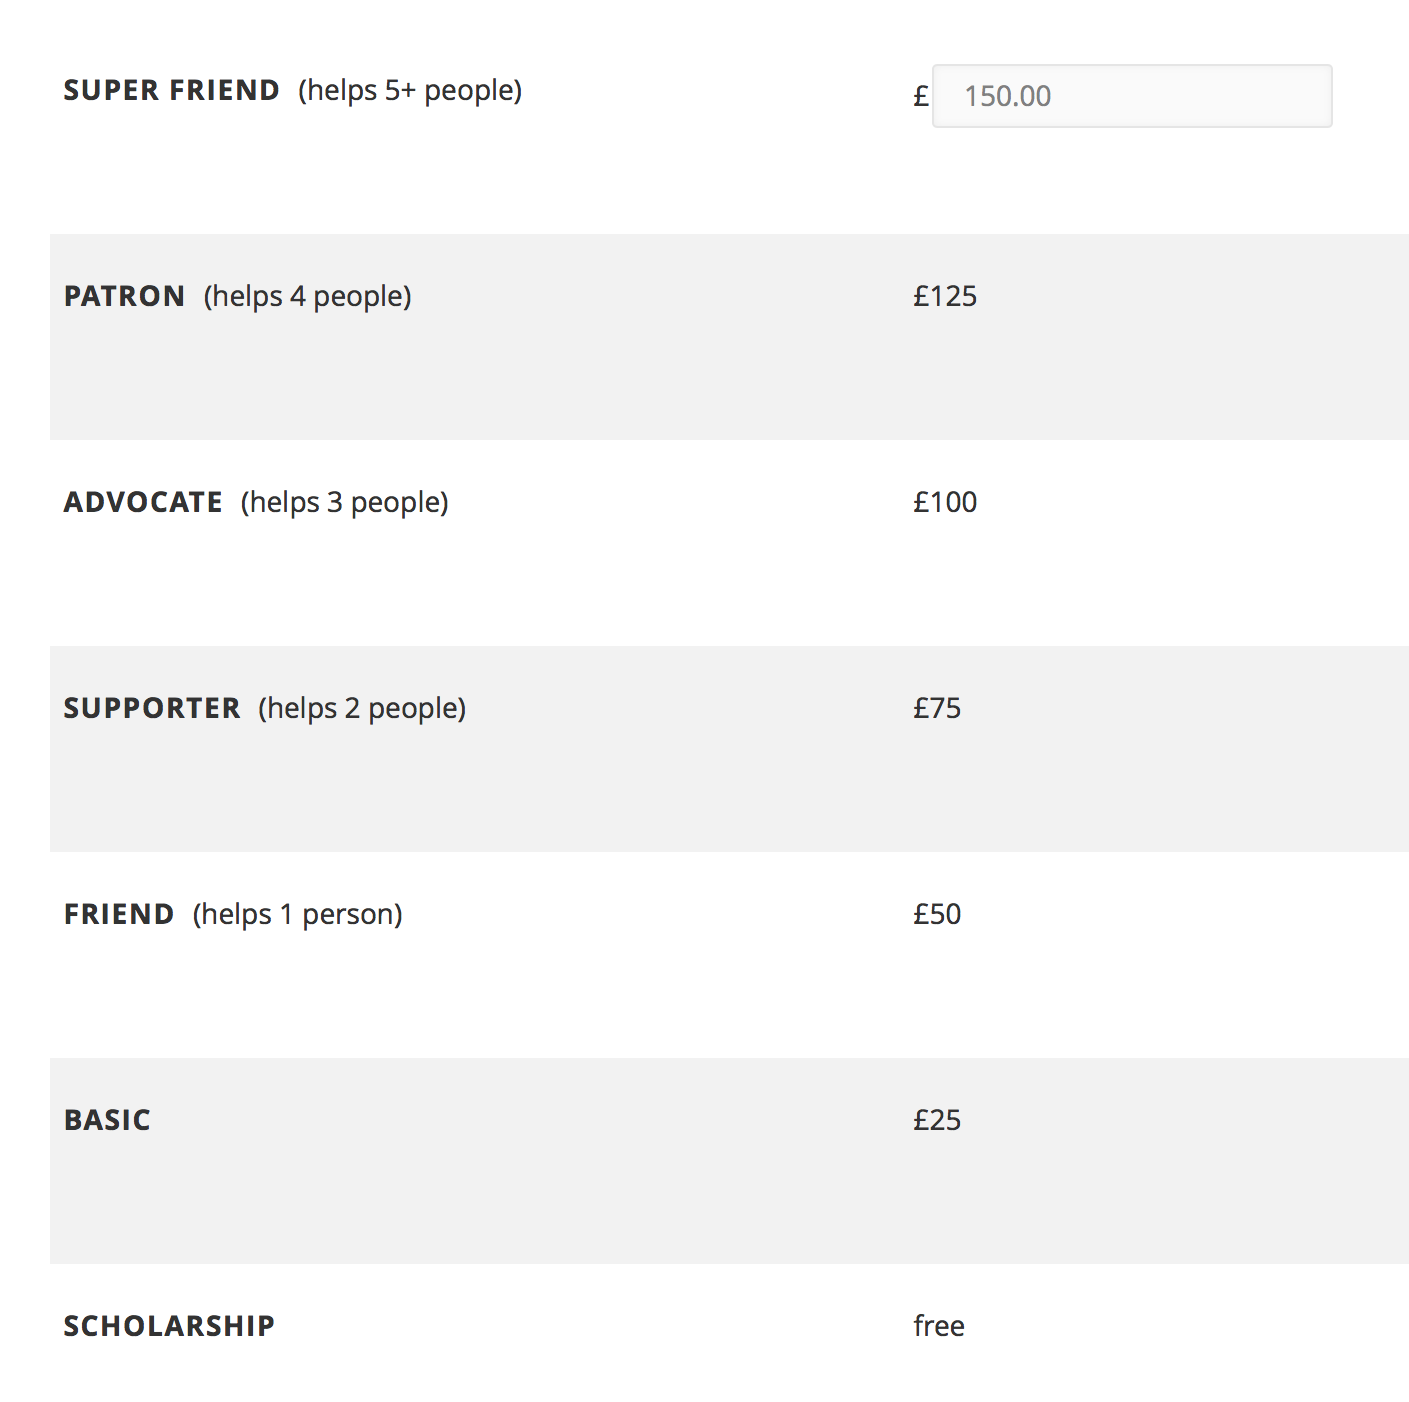 SUPER FRIEND (helps 5+ people) £ 150.00
PATRON (helps 4 people) £125
ADVOCATE (helps 3 people) £100
SUPPORTER (helps 2 people) £75
FRIEND (helps 1 person) £50
BASIC £25
SCHOLARSHIP free